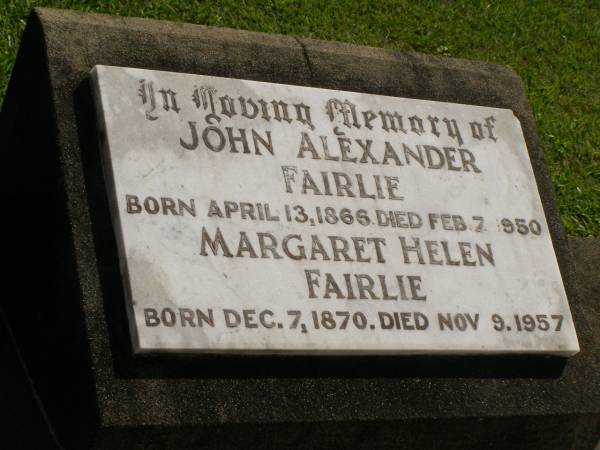 In Loving Memory of
JOHN ALEXANDER
FAIRLIE
BORN APRIL 13, 1866. DIED FEB. 7 1950
MARGARET HELEN
FAIRLIE
BORN DEC. 7, 1870. DIED NOV 9. 1957